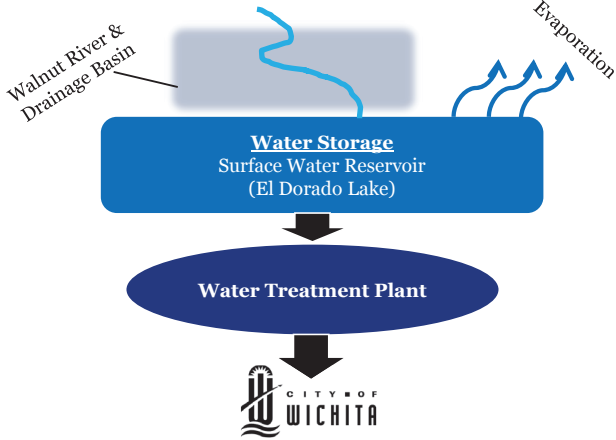 Walnut River &
Drainage Basin
Evaporation
Water Storage
Surface Water Reservoir
(El Dorado Lake)
Water Treatment Plant
CITY OF
WICHITA